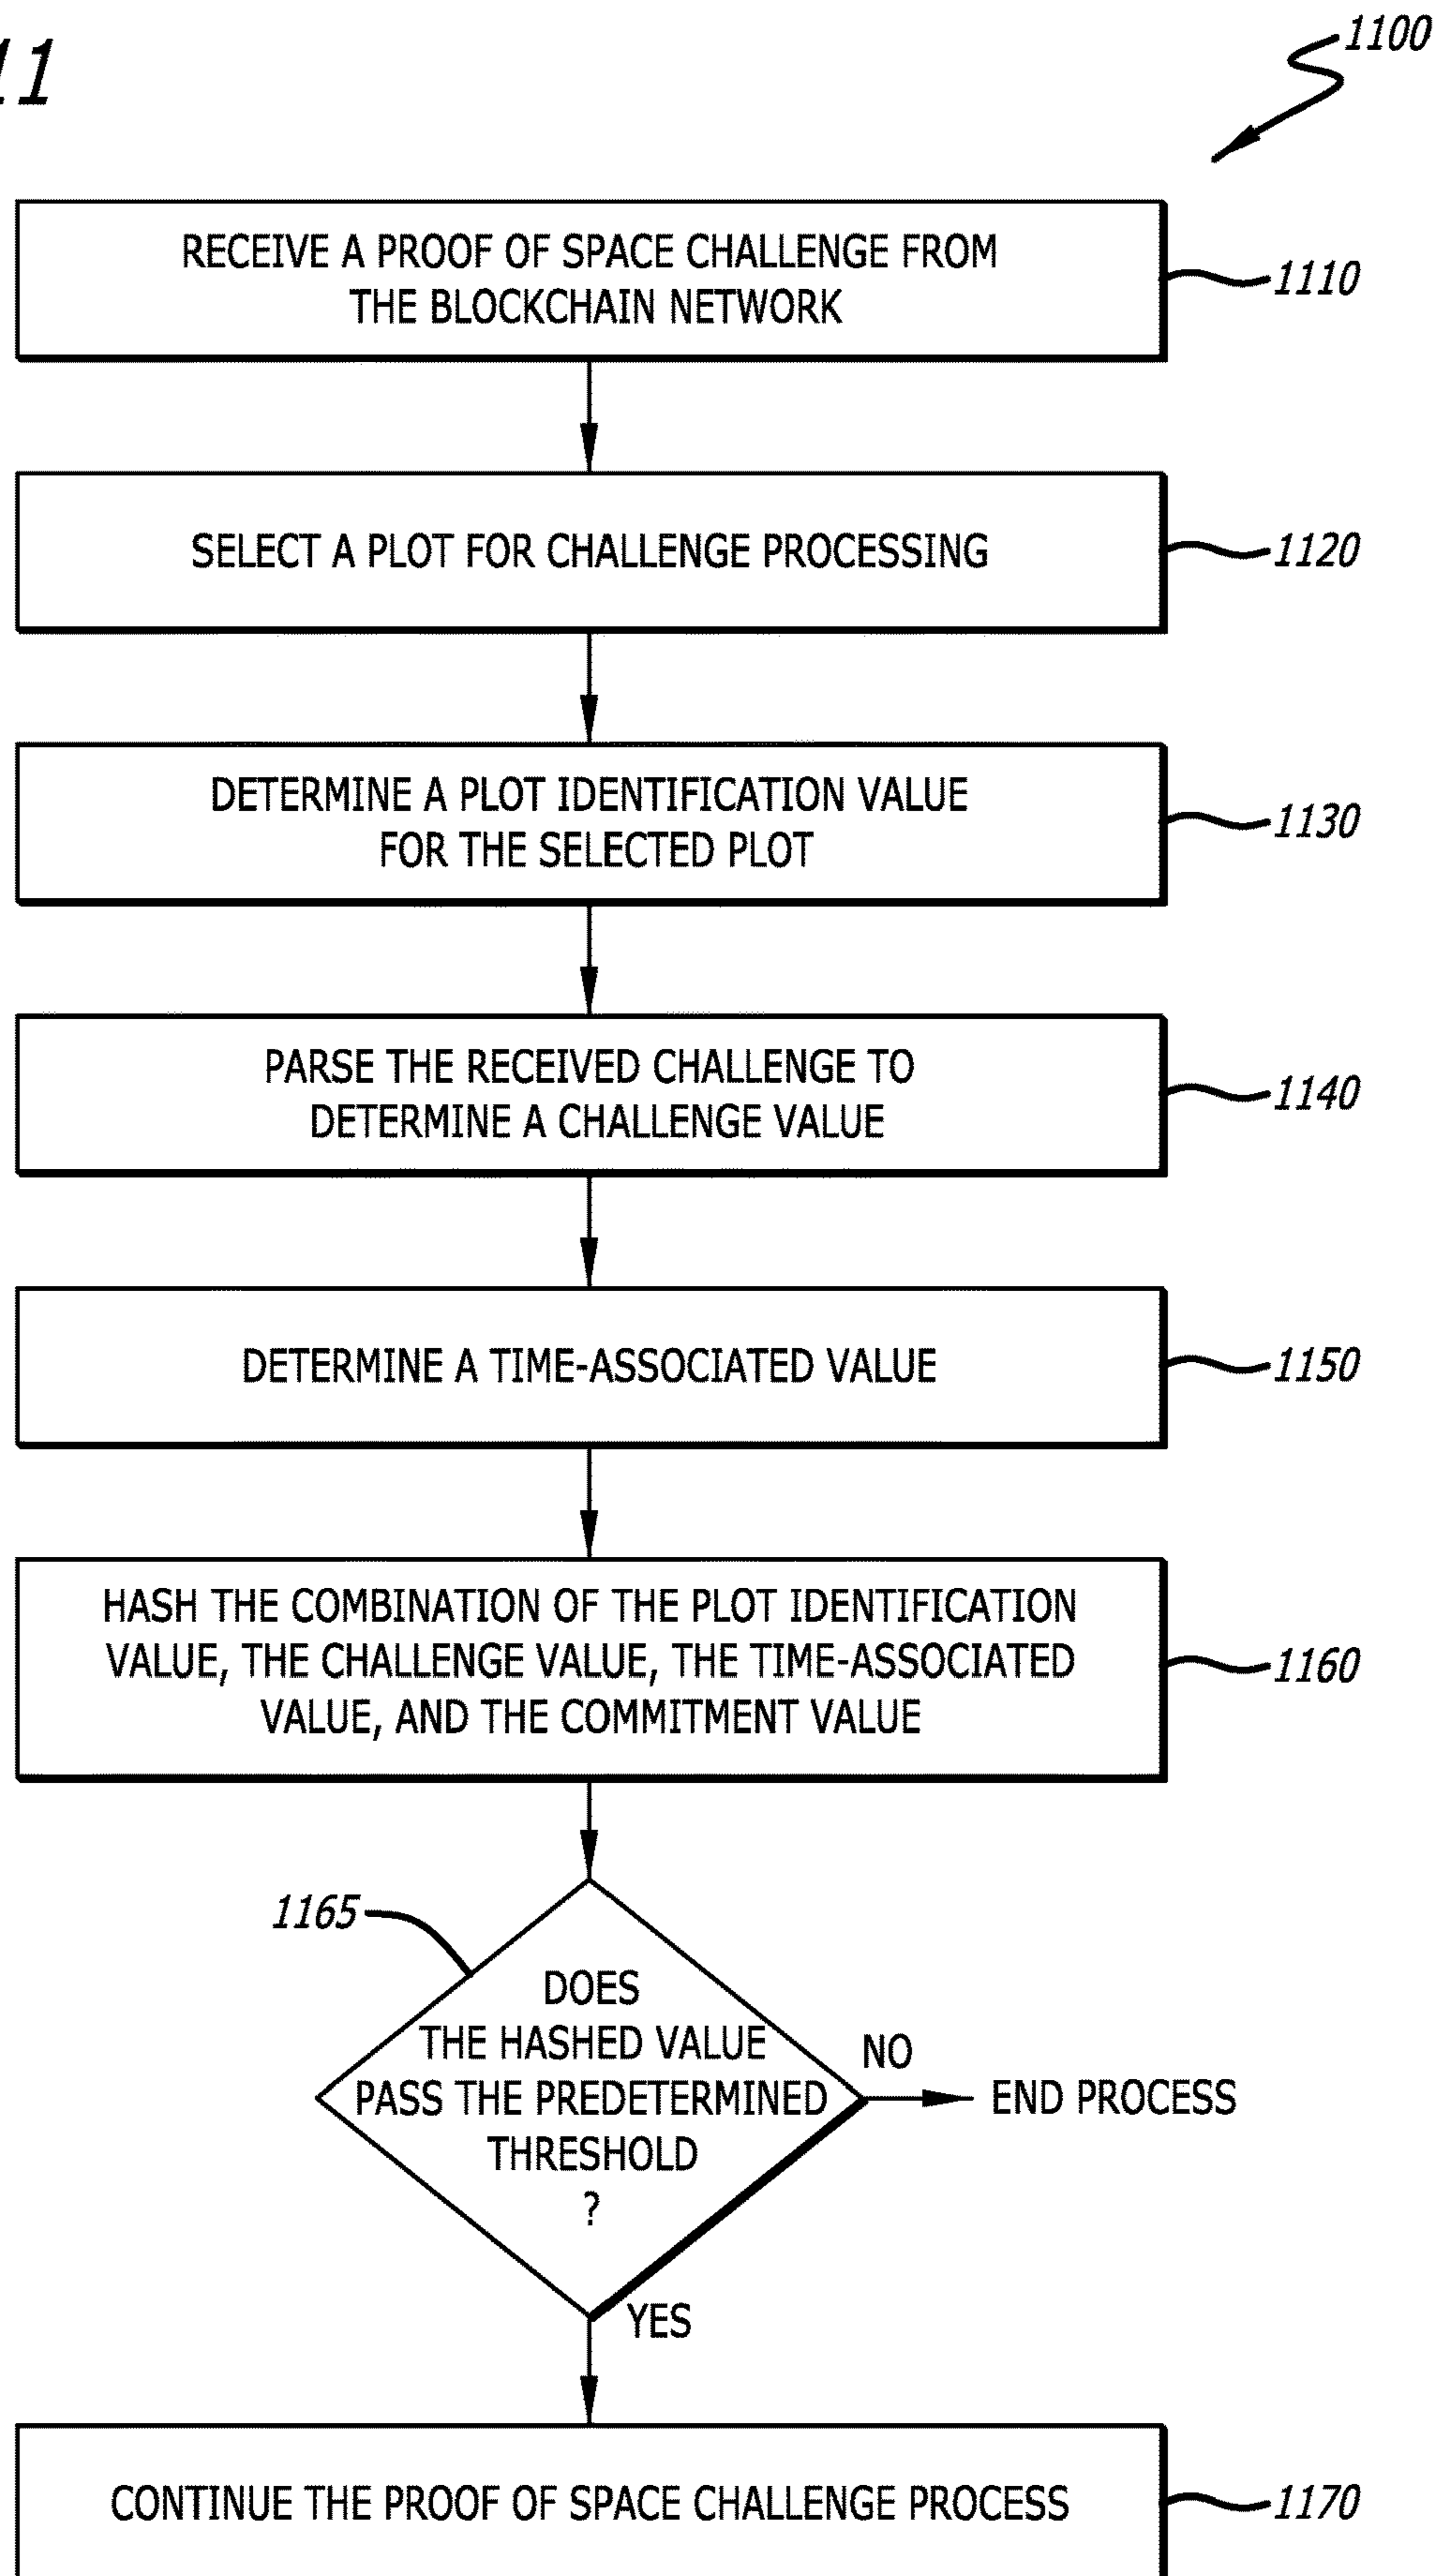 11
1100
RECEIVE A PROOF OF SPACE CHALLENGE FROM
THE BLOCKCHAIN NETWORK
1110
SELECT A PLOT FOR CHALLENGE PROCESSING
1120
DETERMINE A PLOT IDENTIFICATION VALUE
FOR THE SELECTED PLOT
1130
PARSE THE RECEIVED CHALLENGE TO
DETERMINE A CHALLENGE VALUE
1140
DETERMINE A TIME-ASSOCIATED VALUE
1150
HASH THE COMBINATION OF THE PLOT IDENTIFICATION
VALUE, THE CHALLENGE VALUE, THE TIME-ASSOCIATED
VALUE, AND THE COMMITMENT VALUE
1160
1165
DOES
THE HASHED VALUE
PASS THE PREDETERMINED
THRESHOLD
?
NO
END PROCESS
YES
CONTINUE THE PROOF OF SPACE CHALLENGE PROCESS
1170